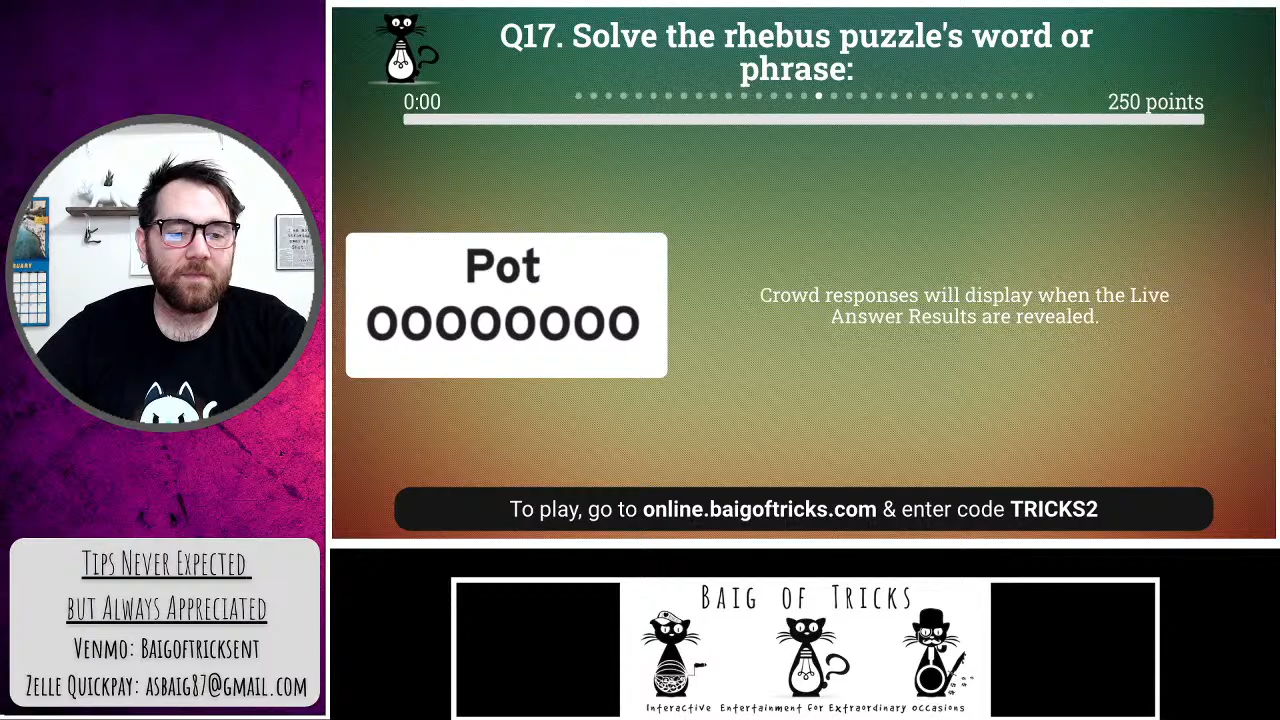 Q17. Solve the rhebus puzzle's word or
phrase:
0:00
250 points
Pot
OOOOOOOO
Crowd responses will display when the Live
Answer Results are revealed.
To play, go to online.baigoftricks.com & enter code TRICKS2
Tips Never Expected
but Always Appreciated
Venmo: Baigoftricksent
Zelle Quickpay: asbaig87@gmail.com
Baig of Tricks
Interactive Entertainment for Extraordinary Occasions